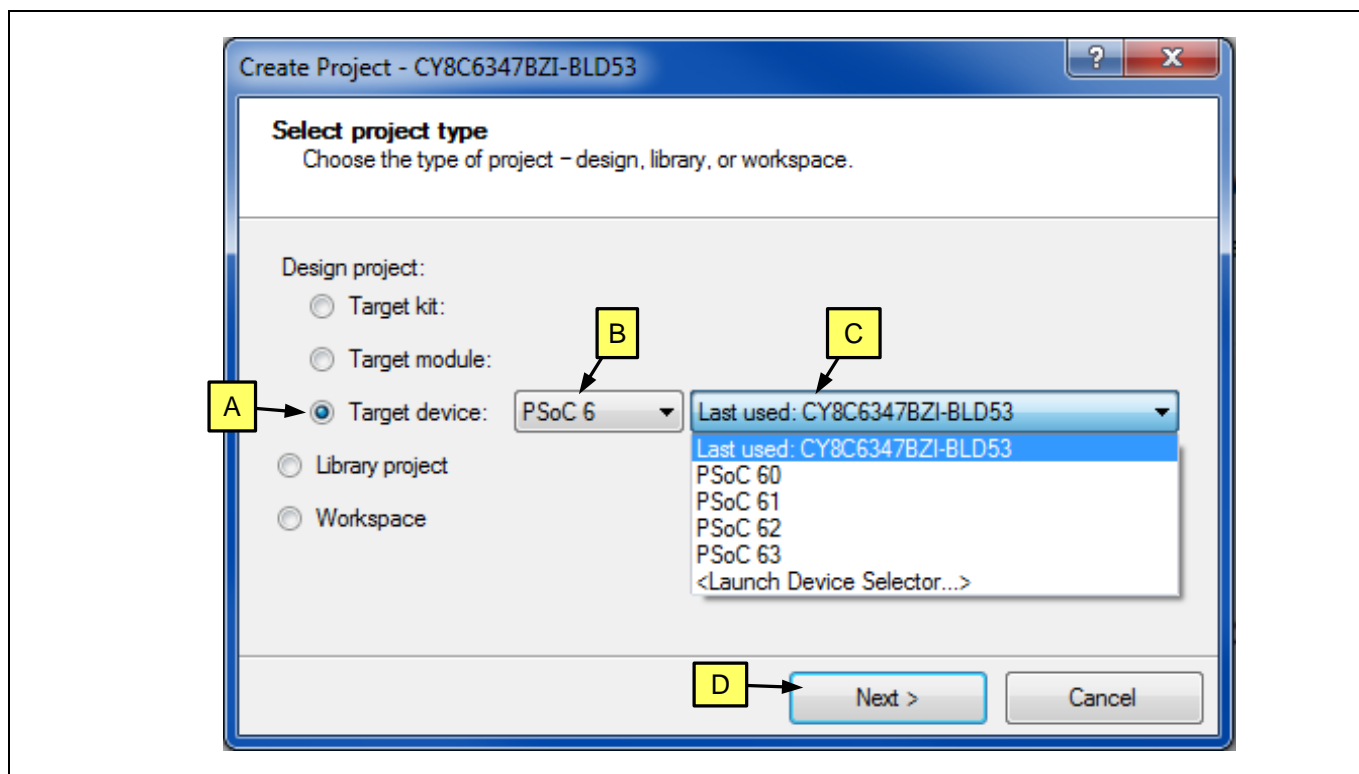 Create Project - CY8C6347BZI-BLD53
?
X
Select project type
Choose the type of project – design, library, or workspace.
Design project:
Target kit:
B
C
Target module:
A
Target device:
PSoC 6
Last used: CY8C6347BZI-BLD53
Last used: CY8C6347BZI-BLD53
Library project
PSoC 60
PSoC 61
Workspace
PSoC 62
PSoC 63
<Launch Device Selector...>
D
Next >
Cancel